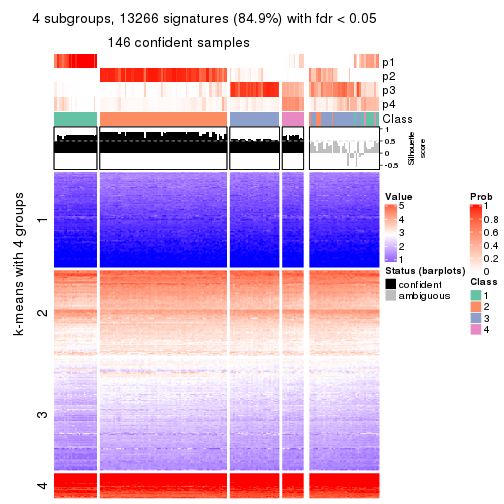 4 subgroups, 13266 signatures (84.9%) with fdr < 0.05
146 confident samples
p1
p2
p3
p4
Class
1
0.5
0
-0.5
Silhouette
score
k-means with 4 groups
1
2
3
4
Value
5
4
3
2
1
Status (barplots)
confident
ambiguous
Prob
1
0.8
0.6
0.4
0.2
0
Class
1
2
3
4